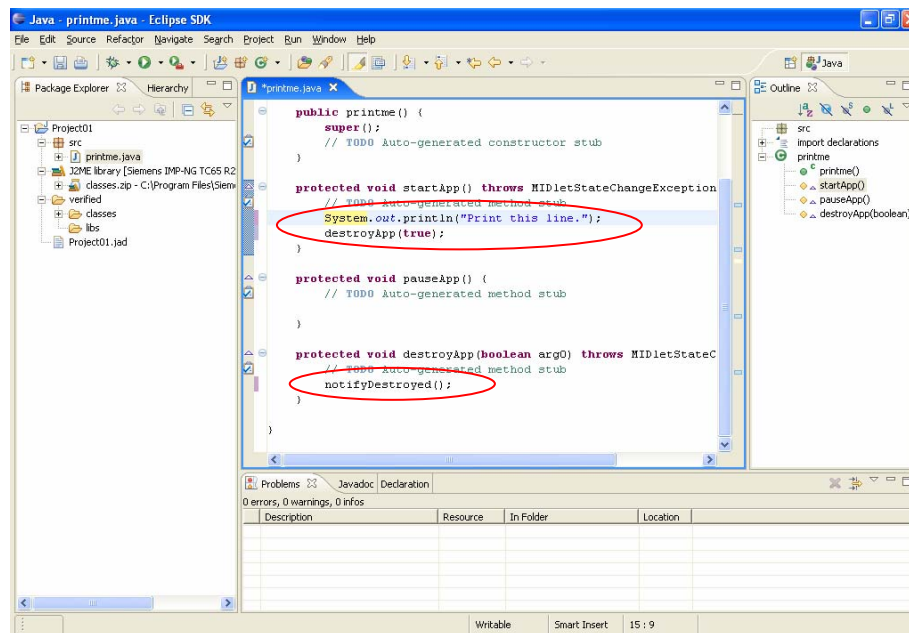 Java - printme.java - Eclipse SDK
File Edit Source Refactor Navigate Search Project Run Window Help
Java
Package Explorer Hierarchy
Project01
src
printme.java
J2ME library [Siemens IMP-NG TC65 R2
classes.zip - C:\Program Files\Siem
verified
classes
libs
Project01.jad
*printme.java
public printme() {
super();
// TODO Auto-generated constructor stub
}
protected void startApp() throws MIDletStateChangeException
// TODO Auto-generated method stub
System.out.println("Print this line.");
destroyApp(true);
}
protected void pauseApp() {
// TODO Auto-generated method stub
}
protected void destroyApp(boolean arg0) throws MIDletStateC
// TODO Auto-generated method stub
notifyDestroyed();
}
}
Outline
src
import declarations
printme
printme()
startApp()
pauseApp()
destroyApp(boolean)
Problems Javadoc Declaration
0 errors, 0 warnings, 0 infos
Description Resource In Folder Location
Writable Smart Insert 15 : 9